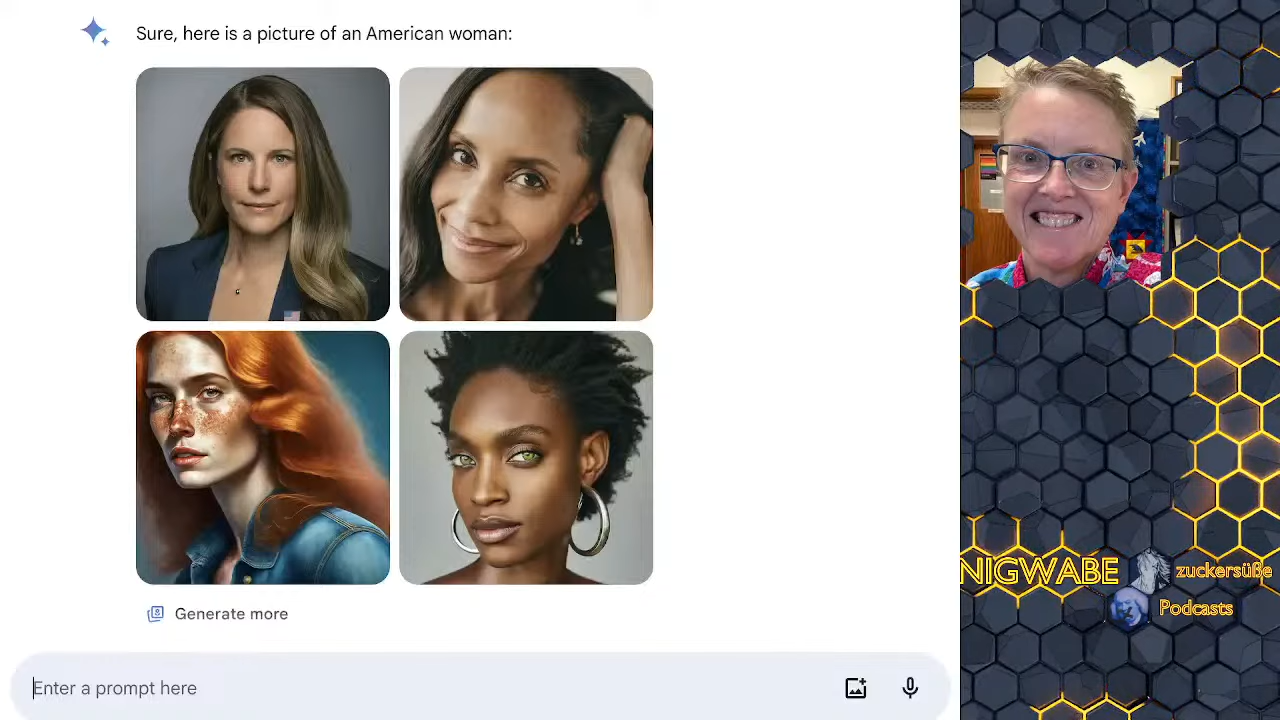 Sure, here is a picture of an American woman:
Generate more
Enter a prompt here
NIGWABE
zuckersüße
Podcasts